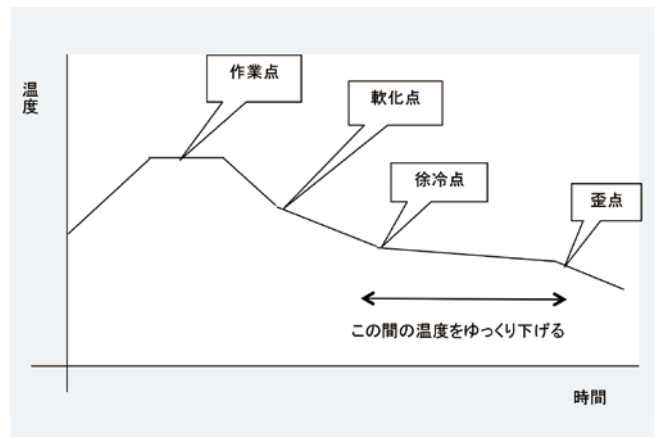 作業点
温度
軟化点
徐冷点
歪点
この間の温度をゆっくり下げる
時間